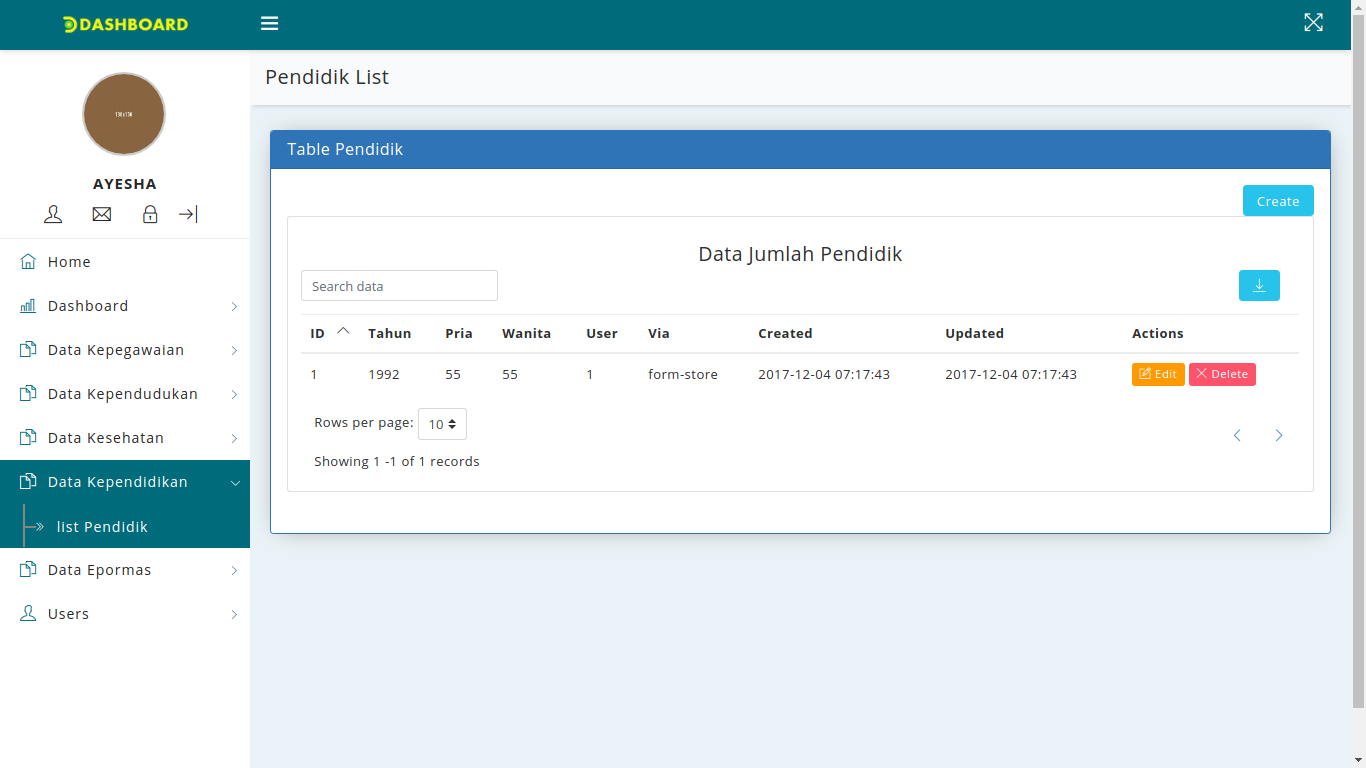 DASHBOARD
Pendidik List
AYESHA
Home
Dashboard
Data Kepegawaian
Data Kependudukan
Data Kesehatan
Data Kependidikan
list Pendidik
Data Epormas
Users
Table Pendidik
Create
Data Jumlah Pendidik
Search data
ID Tahun Pria Wanita User Via Created Updated Actions
1 1992 55 55 1 form-store 2017-12-04 07:17:43 2017-12-04 07:17:43 Edit Delete
Rows per page: 10
Showing 1 -1 of 1 records